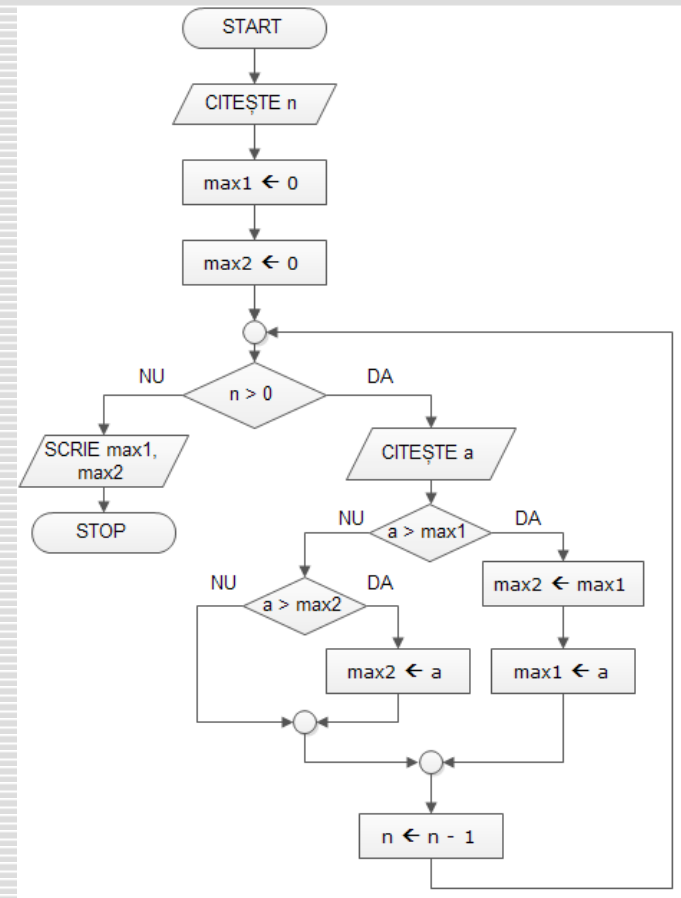 START
CITEȘTE n
max1 ← 0
max2 ← 0
NU
DA
n > 0
SCRIE max1,
max2
STOP
CITEȘTE a
NU
DA
a > max1
NU
DA
a > max2
max2 ← max1
max2 ← a
max1 ← a
n ← n - 1